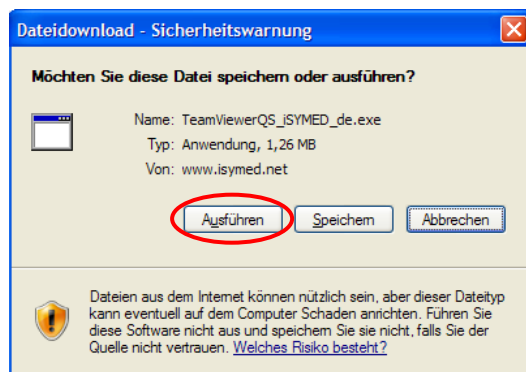 Dateidownload - Sicherheitswarnung
Möchten Sie diese Datei speichern oder ausführen?
Name: TeamViewerQS_iSYMED_de.exe
Typ: Anwendung, 1,26 MB
Von: www.isymed.net
Ausführen Speichern Abbrechen
Dateien aus dem Internet können nützlich sein, aber dieser Dateityp
kann eventuell auf dem Computer Schaden anrichten. Führen Sie
diese Software nicht aus und speichern Sie sie nicht, falls Sie der
Quelle nicht vertrauen. Welches Risiko besteht?